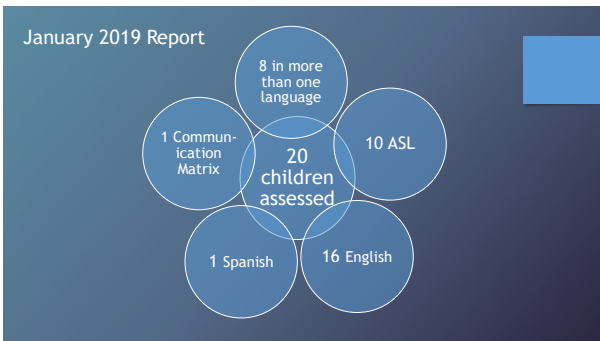 January 2019 Report
8 in more
than one
language
1 Commun-
ication
Matrix
20
children
assessed
10 ASL
1 Spanish
16 English